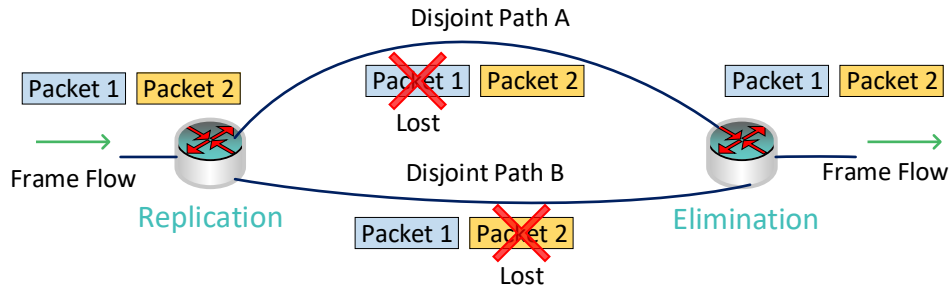 Disjoint Path A
Packet 1 Packet 2
Packet 1 Packet 2
Lost
Packet 1 Packet 2
Frame Flow
Replication
Disjoint Path B
Packet 1 Packet 2
Lost
Elimination
Frame Flow